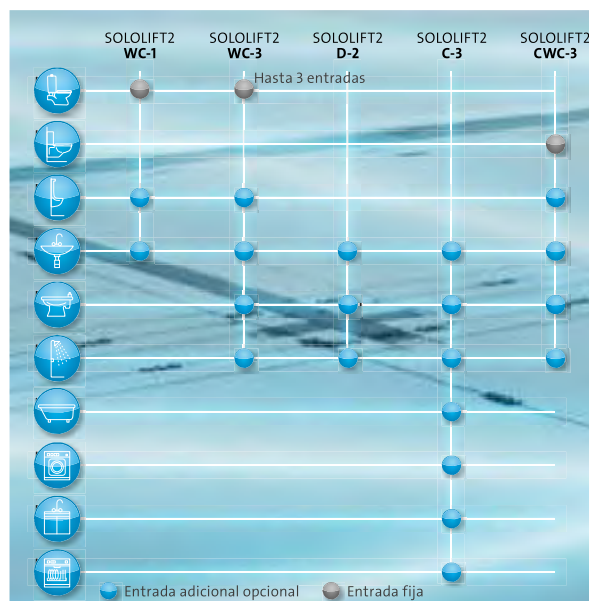 SOLOLIFT2 SOLOLIFT2 SOLOLIFT2 SOLOLIFT2 SOLOLIFT2
WC-1 WC-3 D-2 C-3 CWC-3
Hasta 3 entradas
Entrada adicional opcional Entrada fija